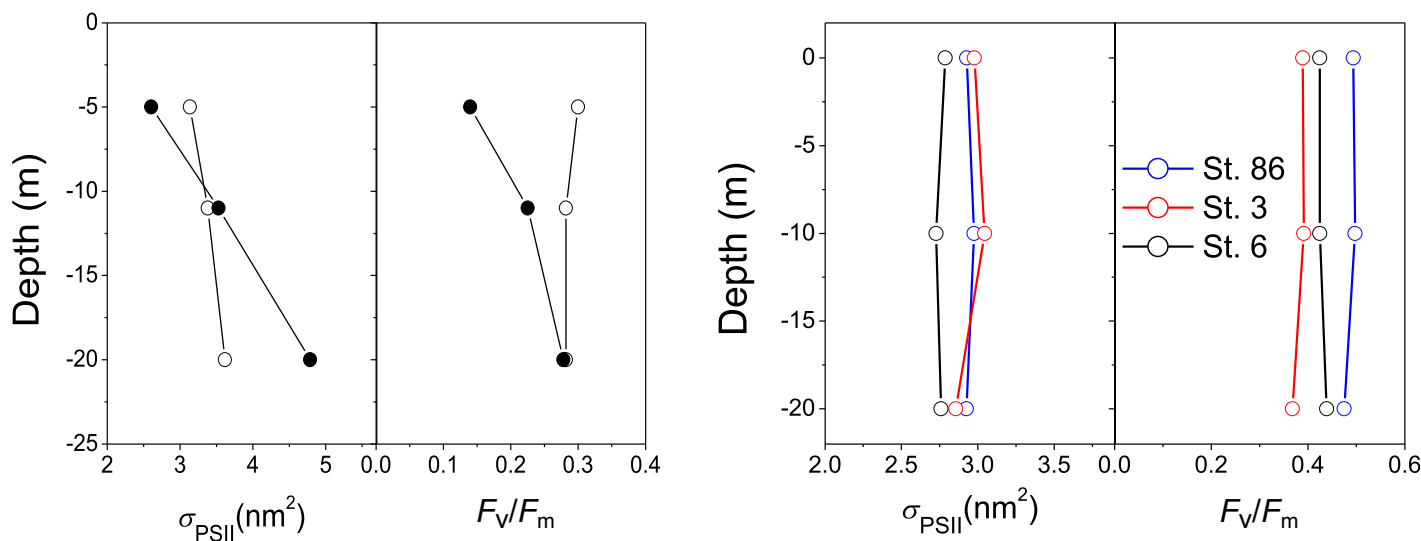 0
-5
-10
-15
-20
-25
Depth (m)
2 3 4 5 0.0 0.1 0.2 0.3 0.4
σPSII(nm²)
Fv/Fm
0
-5
-10
-15
-20
Depth (m)
St. 86
St. 3
St. 6
2.0 2.5 3.0 3.5 0.0 0.2 0.4 0.6
σPSII(nm²)
Fv/Fm